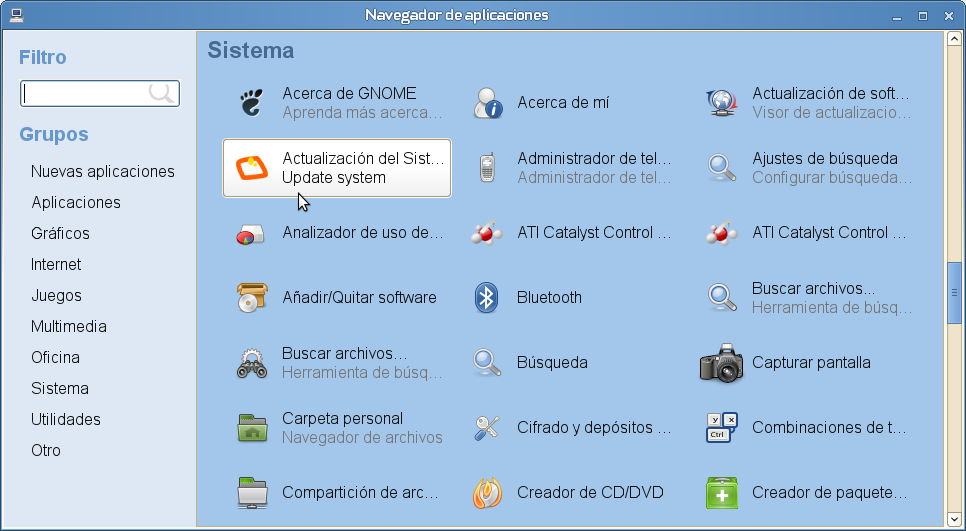 Navegador de aplicaciones
Filtro
Grupos
Nuevas aplicaciones
Aplicaciones
Gráficos
Internet
Juegos
Multimedia
Oficina
Sistema
Utilidades
Otro
Sistema
Acerca de GNOME
Aprenda más acerca...
Acerca de mí
Actualización de soft...
Visor de actualizacio...
Actualización del Sist...
Update system
Administrador de tel...
Administrador de tel...
Ajustes de búsqueda
Configurar búsqueda...
Analizador de uso de...
ATI Catalyst Control ...
ATI Catalyst Control ...
Añadir/Quitar software
Bluetooth
Buscar archivos...
Herramienta de búsq...
Buscar archivos...
Herramienta de búsq...
Búsqueda
Capturar pantalla
Carpeta personal
Navegador de archivos
Cifrado y depósitos ...
y x
Ctrl
Combinaciones de t...
Compartición de arc...
Creador de CD/DVD
Creador de paquete...